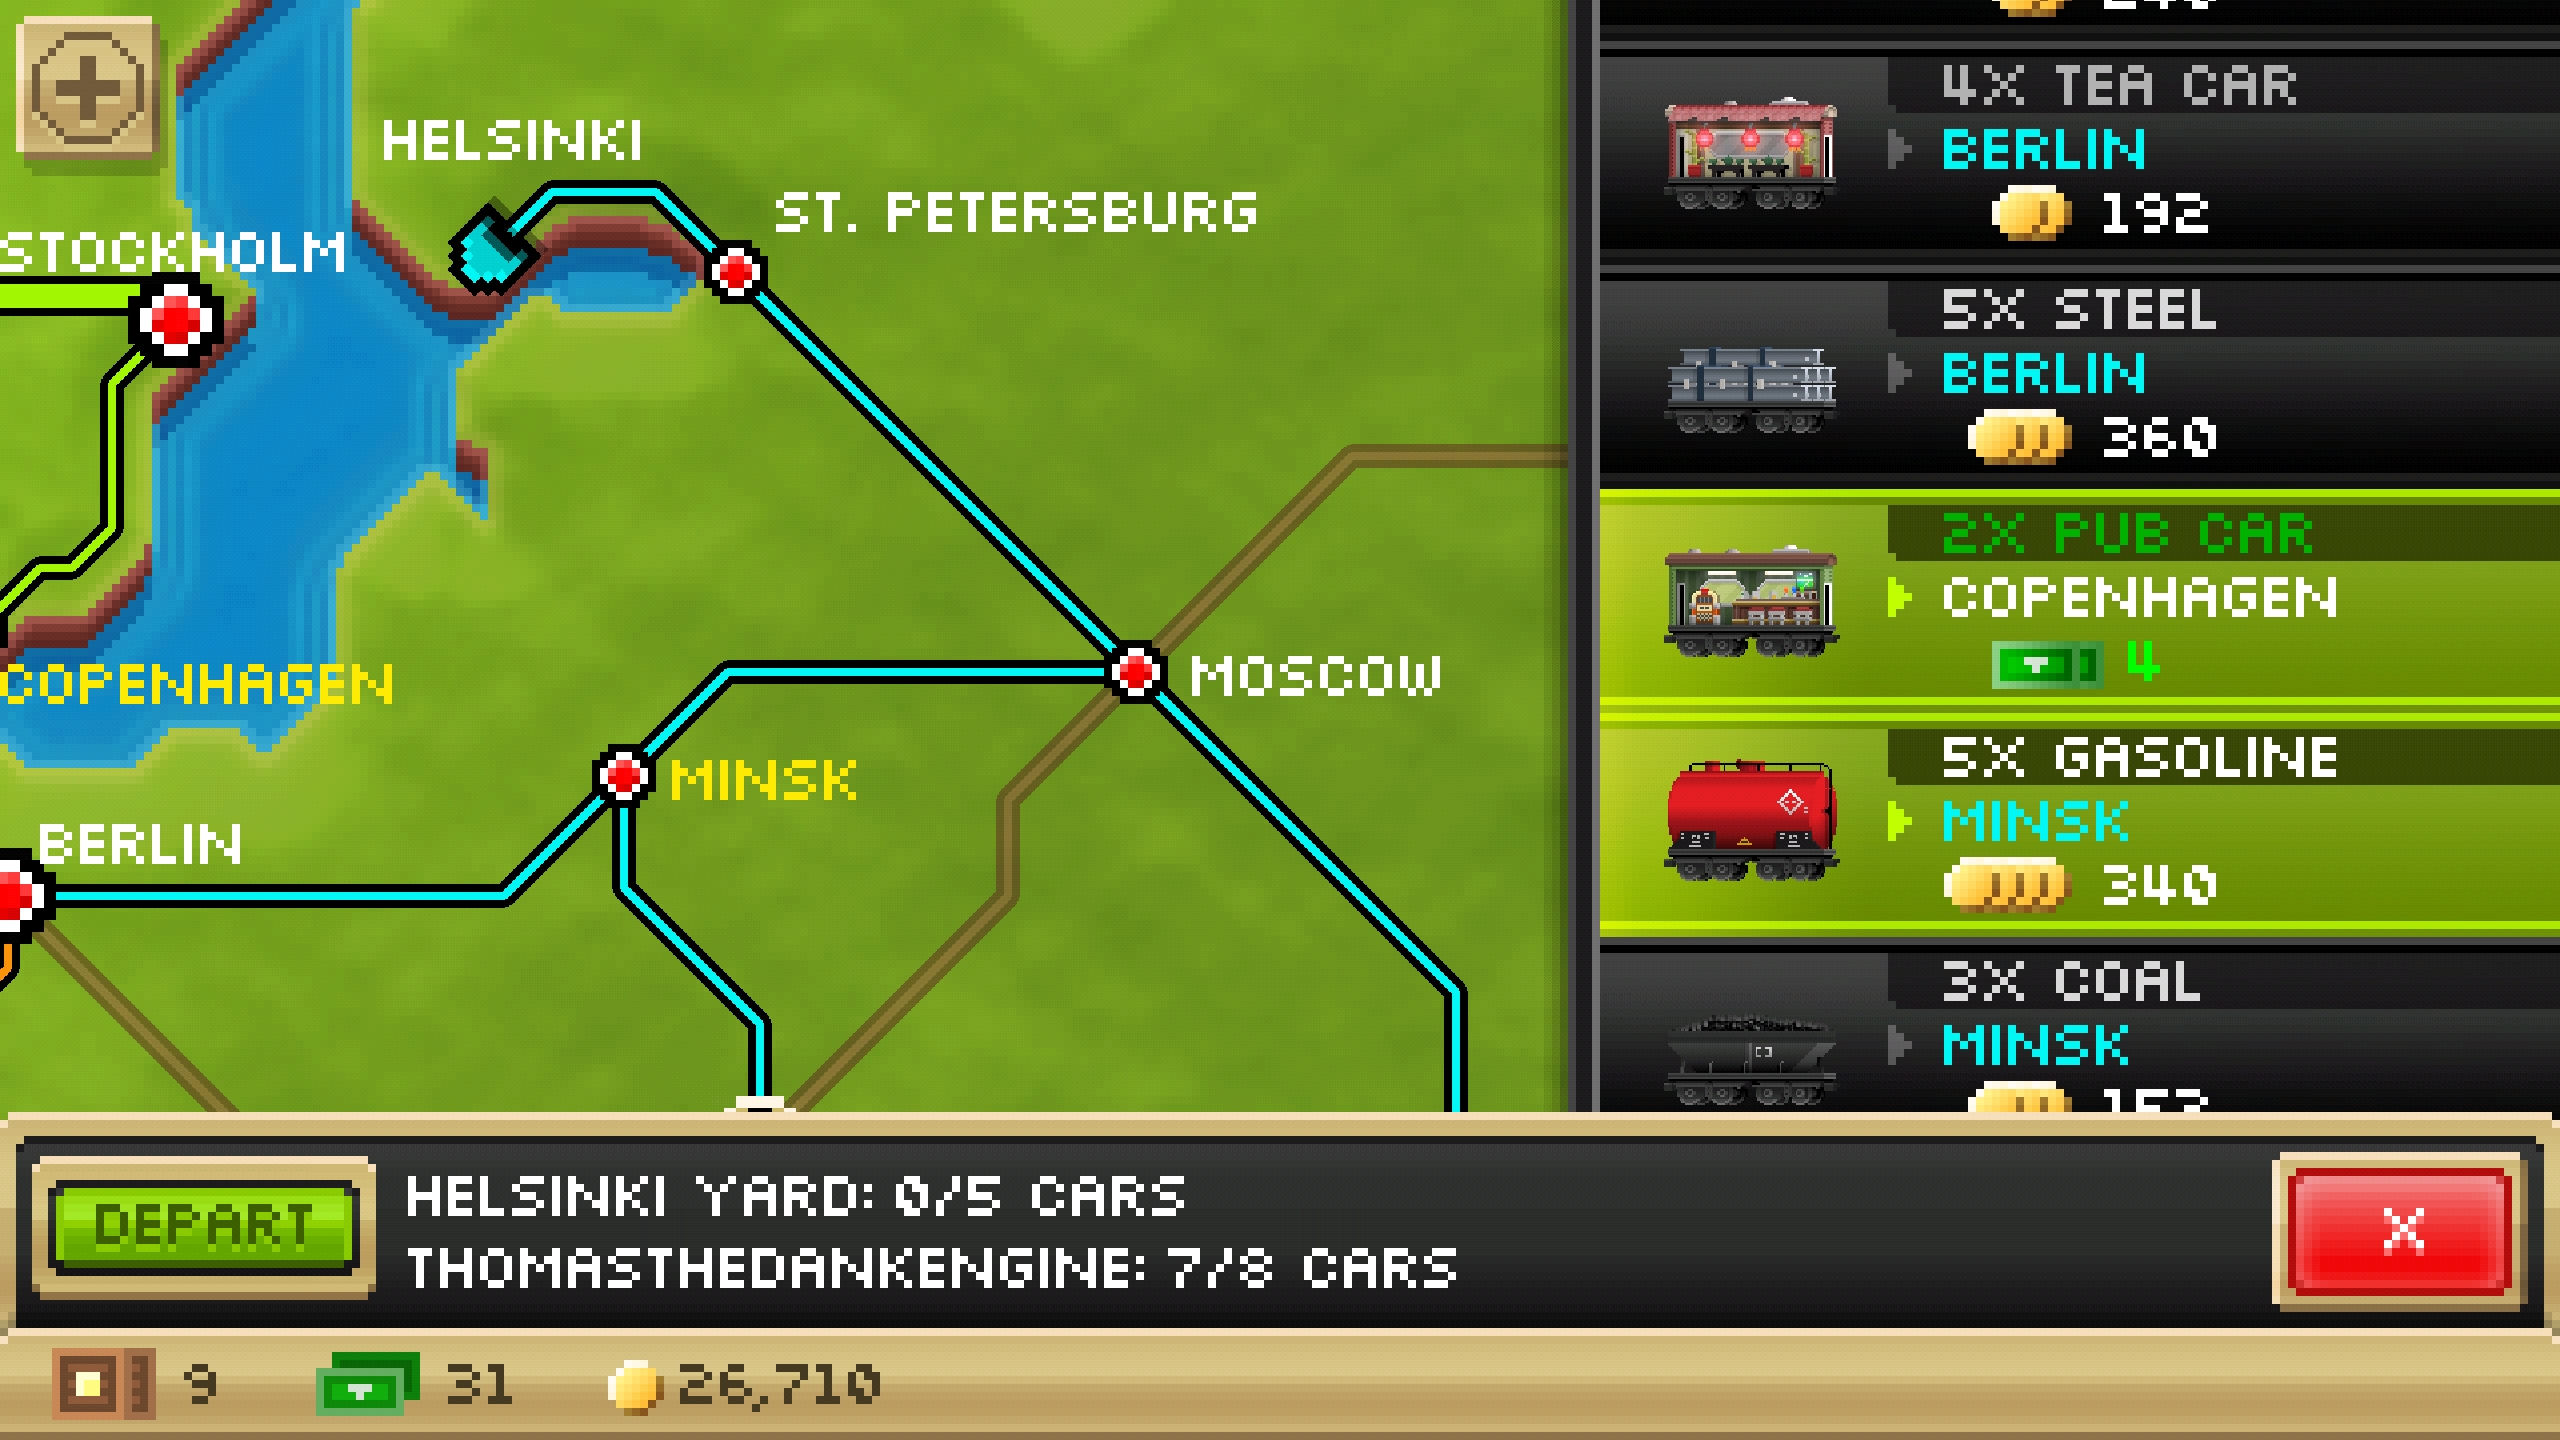 HELSINKI
ST. PETERSBURG
STOCKHOLM
COPENHAGEN
MOSCOW
MINSK
BERLIN
4X TEA CAR
BERLIN
192
5X STEEL
BERLIN
360
2X PUB CAR
COPENHAGEN
4
5X GASOLINE
MINSK
340
3X COAL
MINSK
DEPART
HELSINKI YARD: 0/5 CARS
THOMASTHEDANKENGINE: 7/8 CARS
X
9
31
26,710